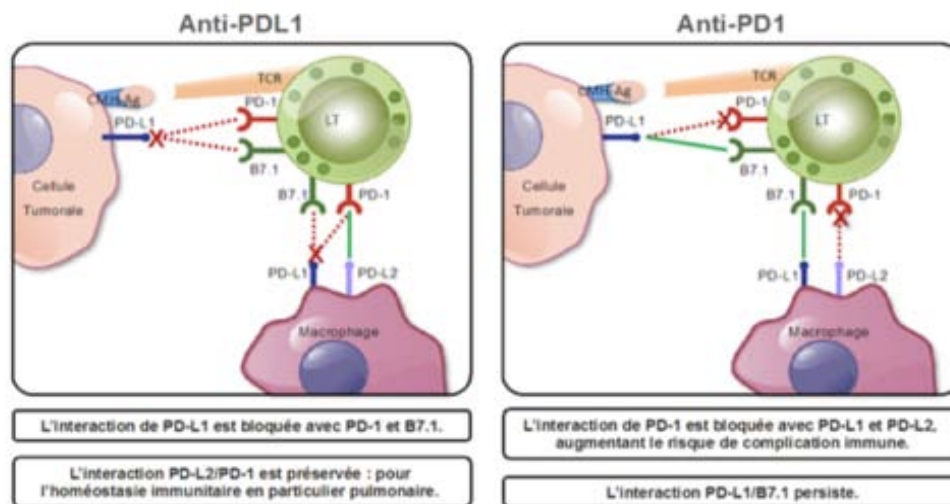 Anti-PDL1
Anti-PD1
TCR
CMH-Ag
PD-1
PD-L1
LT
B7.1
Cellule
Tumorale
B7.1
PD-1
PD-L1
PD-L2
Macrophage
TCR
CMH-Ag
PD-1
PD-L1
LT
B7.1
Cellule
Tumorale
B7.1
PD-1
PD-L1
PD-L2
Macrophage
L'interaction de PD-L1 est bloquée avec PD-1 et B7.1.
L'interaction PD-L2/PD-1 est préservée : pour
l'homéostasie immunitaire en particulier pulmonaire.
L'interaction de PD-1 est bloquée avec PD-L1 et PD-L2,
augmentant le risque de complication immune.
L'interaction PD-L1/B7.1 persiste.